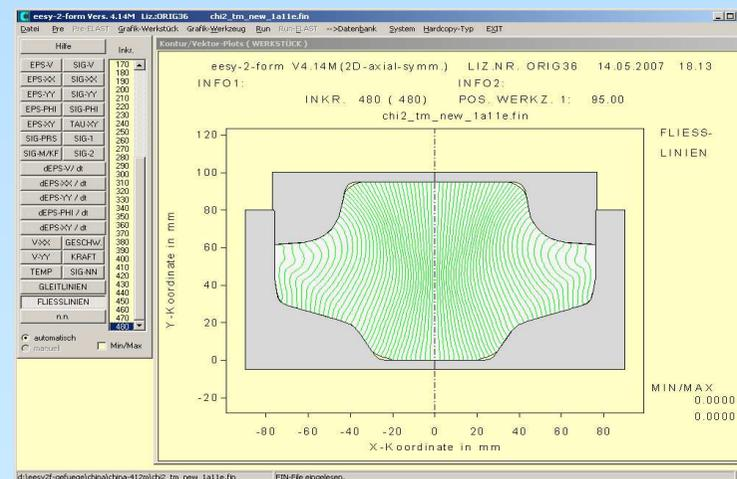 eesy-2-form Vers. 4.14M Liz:ORIG36 chi2_tm_new_1a11e.fin
Datei Pre Pre-ELAST Grafik-Werkstück Grafik-Werkzeug Run Run-ELAST -->Datenbank System Hardcopy-Typ EXIT
Hilfe
Inkr.
EPS-V SIG-V
EPS-XX SIG-XX
EPS-YY SIG-YY
EPS-PHI SIG-PHI
EPS-XY TAU-XY
SIG-PRS SIG-1
SIG-M/KF SIG-2
dEPS-V/ dt
dEPS-XX / dt
dEPS-YY / dt
dEPS-PHI / dt
dEPS-XY / dt
V-XX GESCHW.
V-YY KRAFT
TEMP SIG-NN
GLEITLINIEN
FLIESSLINIEN
n.n.
automatisch
manuell
Min/Max
170
180
190
200
210
220
230
240
250
260
270
280
290
300
310
320
330
340
350
360
370
380
390
400
410
420
430
440
450
460
470
480
Kontur/Vektor-Plots ( WERKSTÜCK )
eesy-2-form V4.14M(2D-axial-symm.) LIZ.NR. ORIG36 14.05.2007 18.13
INFO1: INFO2:
INKR. 480 ( 480) POS. WERKZ. 1: 95.00
chi2_tm_new_1a11e.fin
FLIESS-
LINIEN
120
100
80
60
40
20
0
-20
Y-Koordinate in mm
-80 -60 -40 -20 0 20 40 60 80
X-Koordinate in mm
MIN/MAX
0.0000
0.0000
d:\eesy2f-gefuege\china\china-412m\chi2_tm_new_1a11e.fin FIN-File eingelesen.